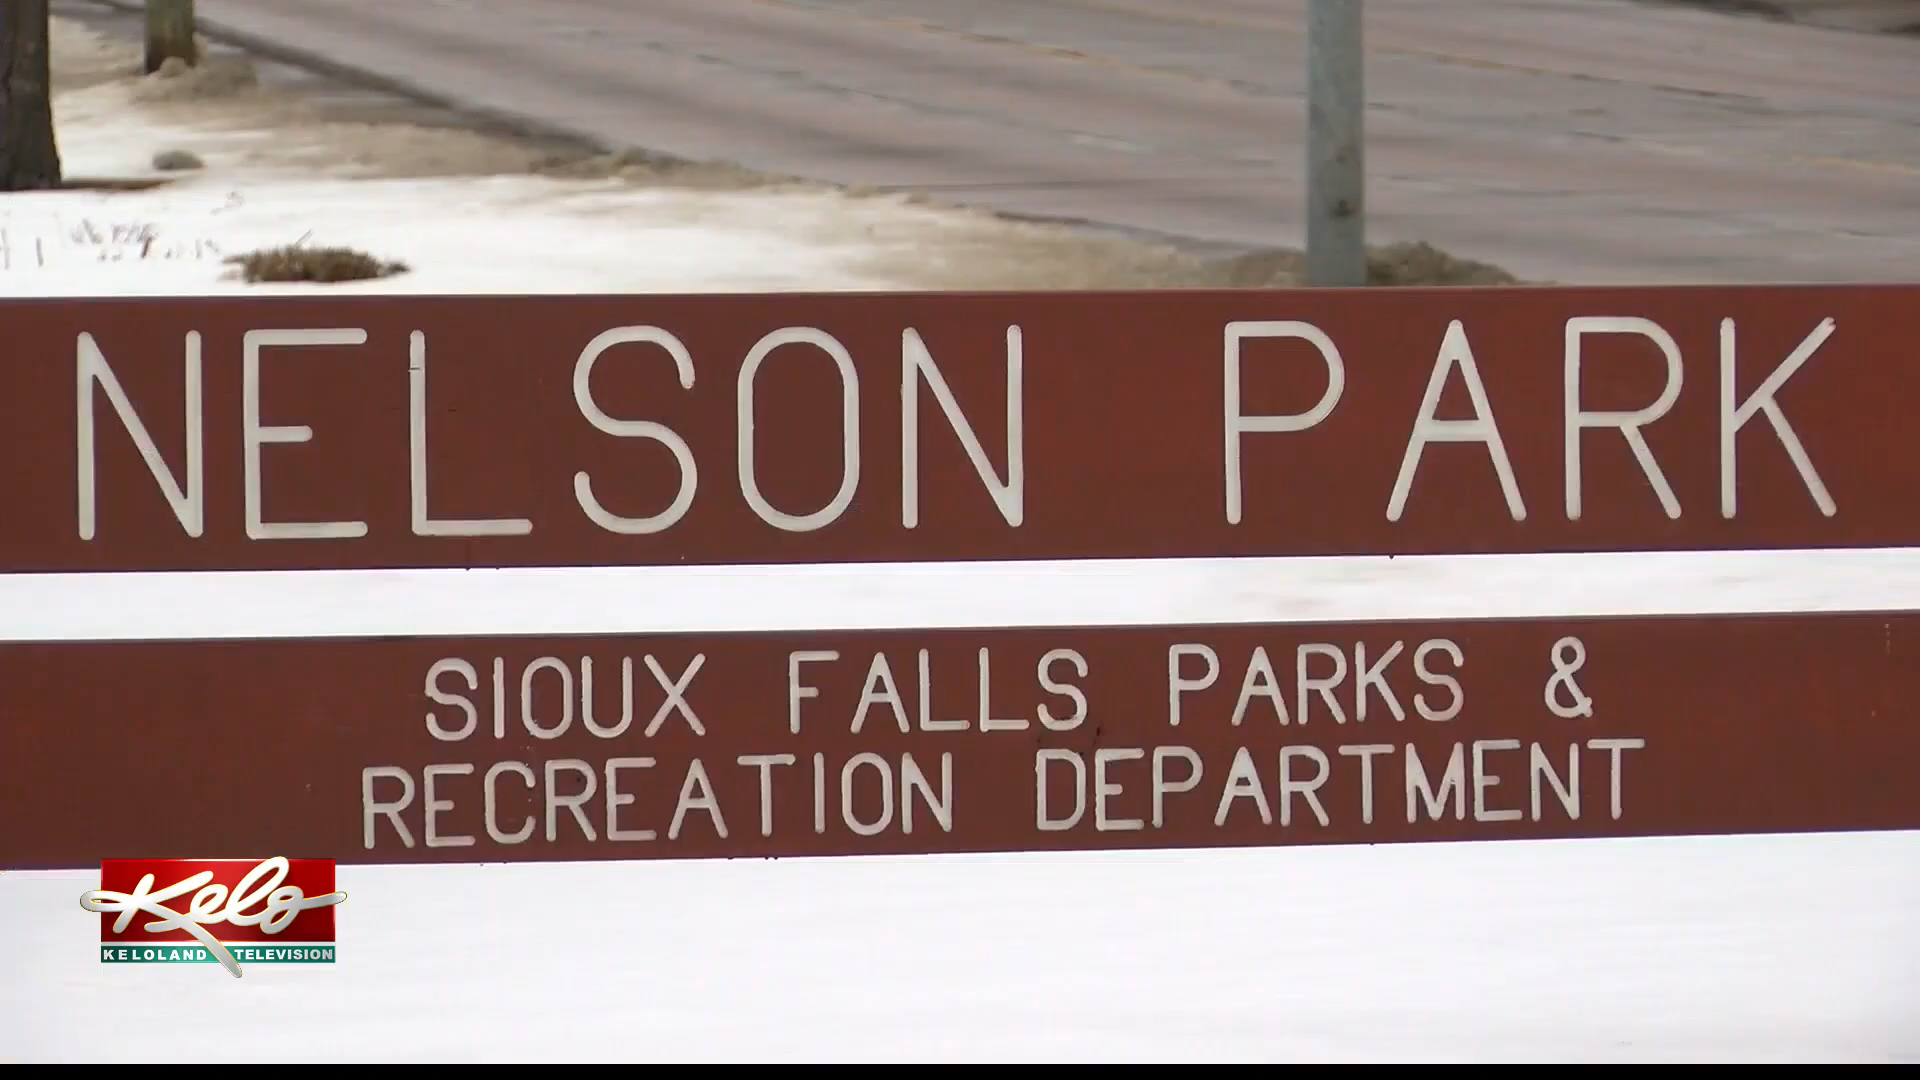 NELSON PARK
SIOUX FALLS PARKS &
RECREATION DEPARTMENT
Kelo
KELOLAND TELEVISION